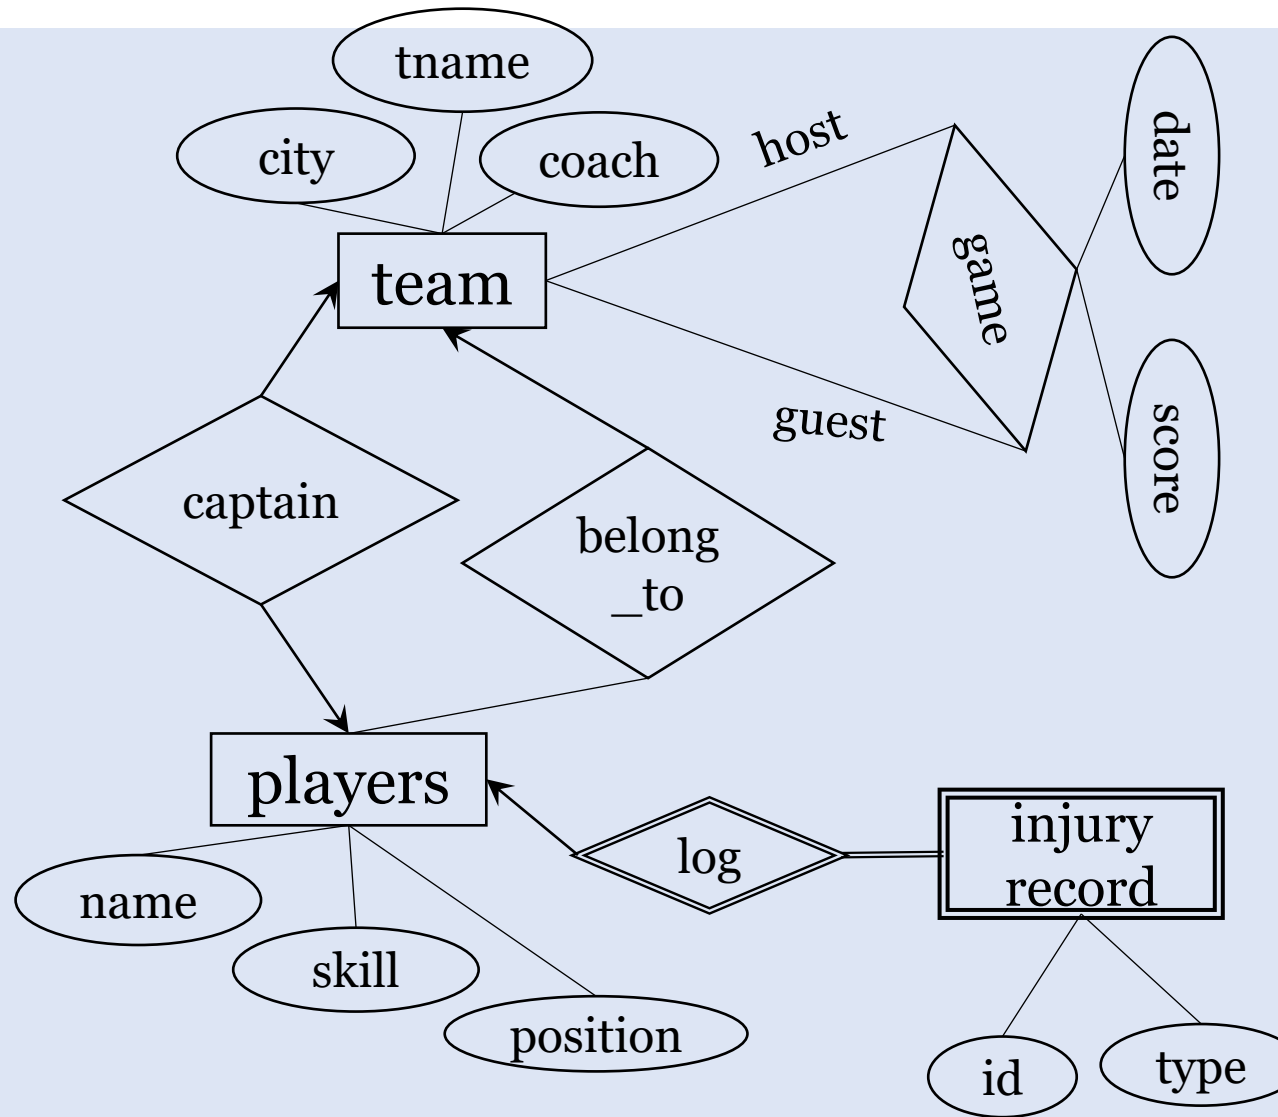 tname
city
coach
host
date
team
game
guest
score
captain
belong
_to
players
injury
record
log
name
skill
position
id
type